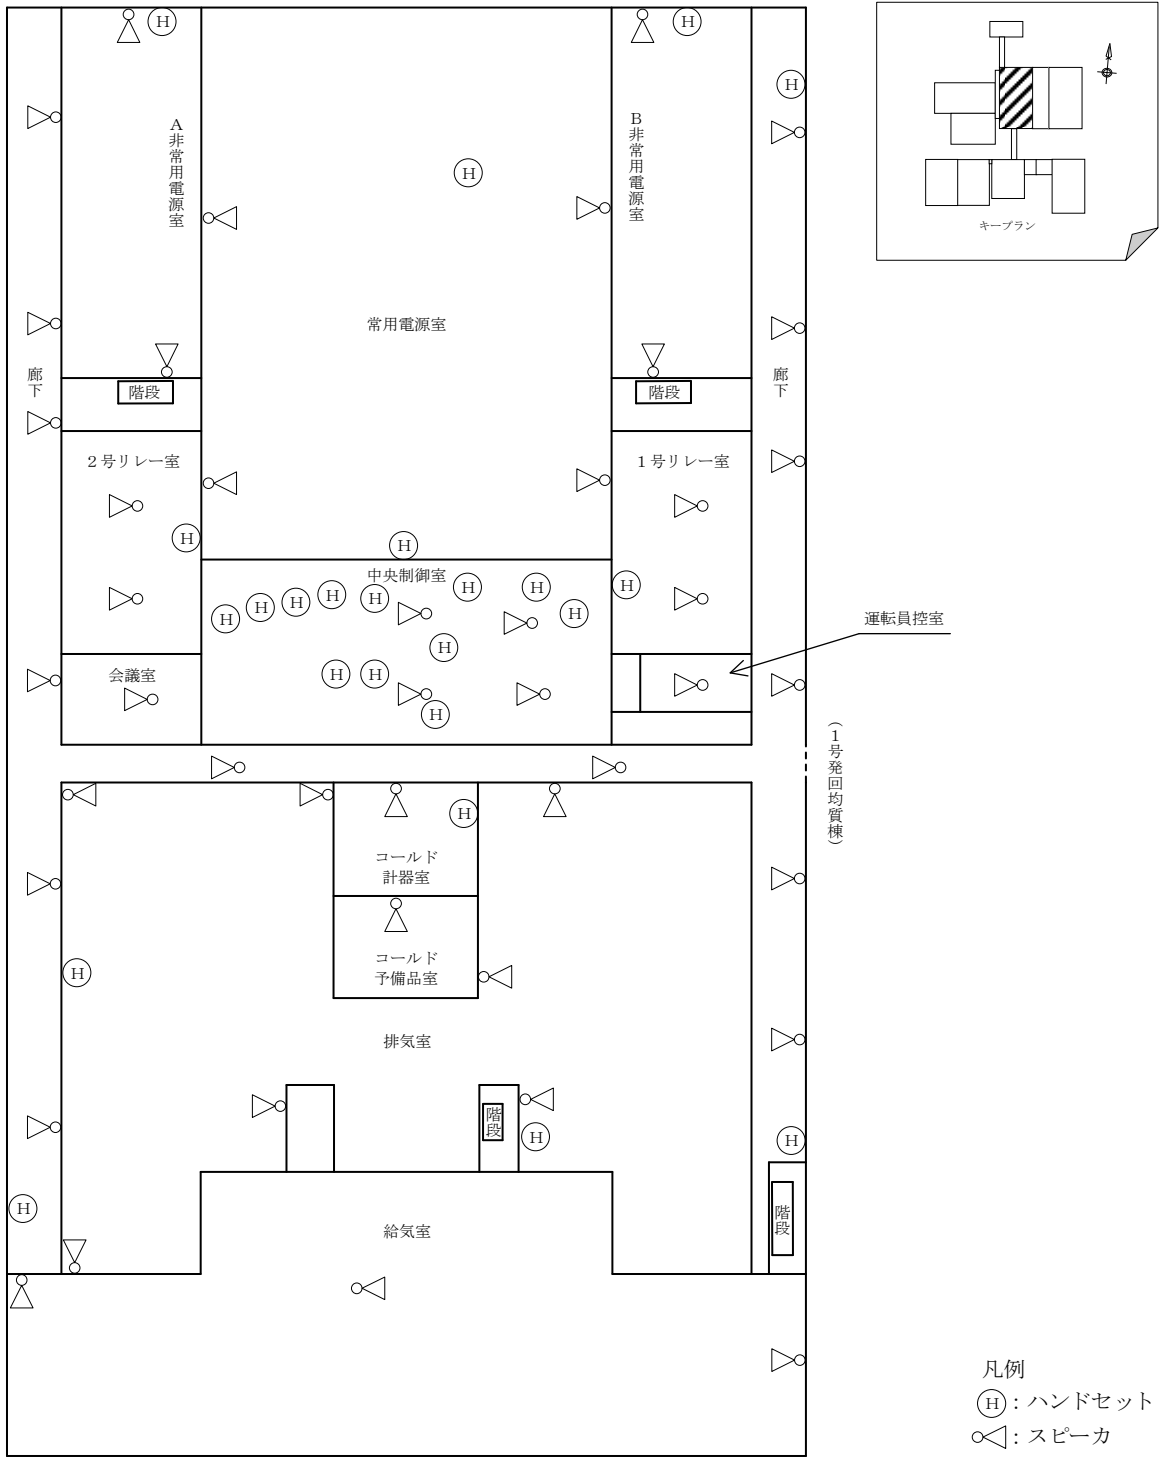 H
H
H
H
A非常用電源室
B非常用電源室
H
キープラン
常用電源室
廊下
階段
階段
廊下
2号リレー室
1号リレー室
H
H
中央制御室
H
H
H
H
H
H
H
H
H
H
運転員控室
H
H
H
会議室
H
(1号発回均質棟)
H
コールド
計器室
コールド
予備品室
H
排気室
階段
H
H
H
階段
給気室
凡例
H：ハンドセット
：スピーカ